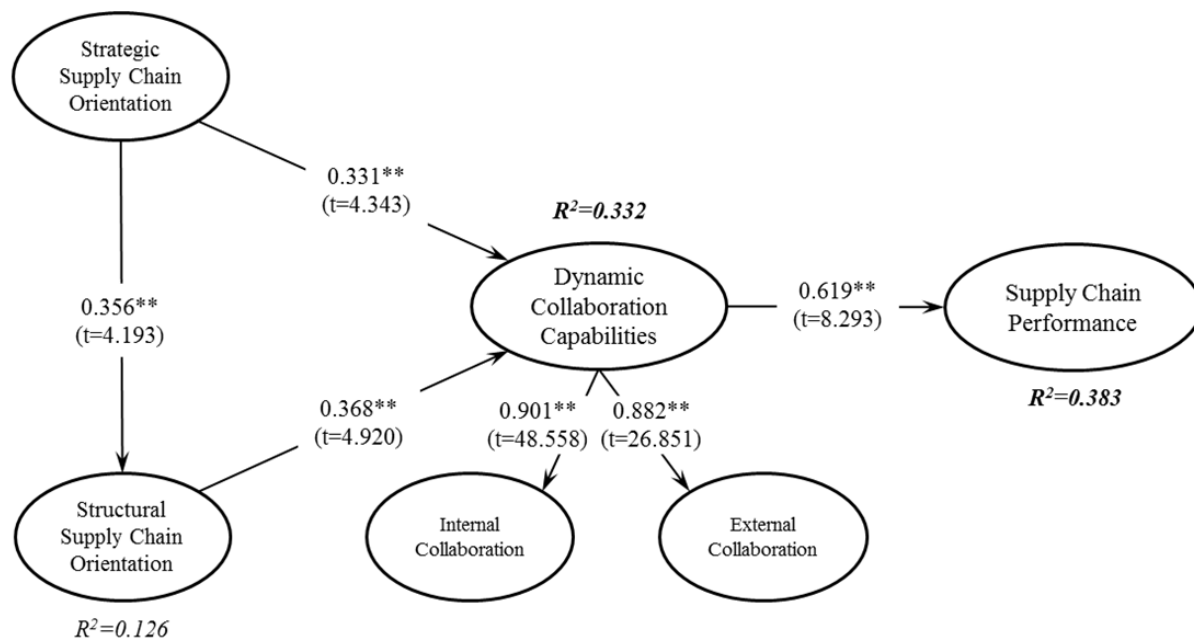 Strategic
Supply Chain
Orientation
0.331**
(t=4.343)
R²=0.332
Dynamic
Collaboration
Capabilities
0.619**
(t=8.293)
Supply Chain
Performance
R²=0.383
0.356**
(t=4.193)
0.368**
(t=4.920)
0.901**
(t=48.558)
0.882**
(t=26.851)
Structural
Supply Chain
Orientation
R²=0.126
Internal
Collaboration
External
Collaboration